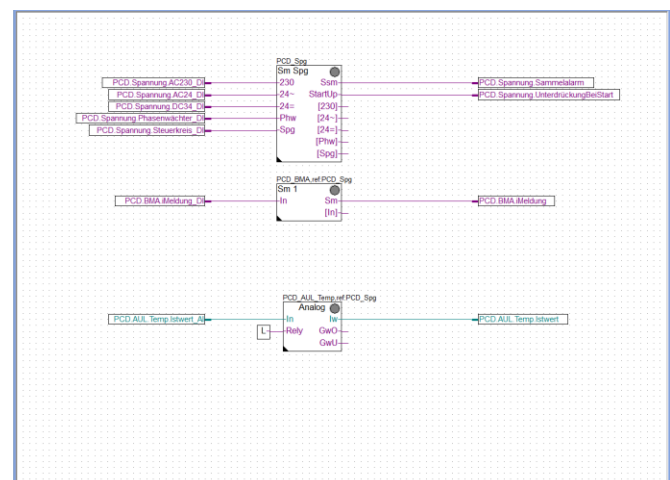 PCD_Spg
Sm Spg
PCD.Spannung.AC230_DI 230 Ssm PCD.Spannung.Sammelalarm
PCD.Spannung.AC24_DI 24~ StartUp PCD.Spannung.UnterdrückungBeiStart
PCD.Spannung.DC34_DI 24= [230]
PCD.Spannung.Phasenwächter_DI Phw [24~]
PCD.Spannung.Steuerkreis_DI Spg [24=]
[Phw]
[Spg]
PCD_BMA,ref:PCD_Spg
Sm 1
PCD.BMA.iMeldung_DI In Sm PCD.BMA.iMeldung
[In]
PCD_AUL_Temp,ref:PCD_Spg
Analog
PCD.AUL.Temp.Istwert_AI In Iw PCD.AUL.Temp.Istwert
L Rely GwO
GwU